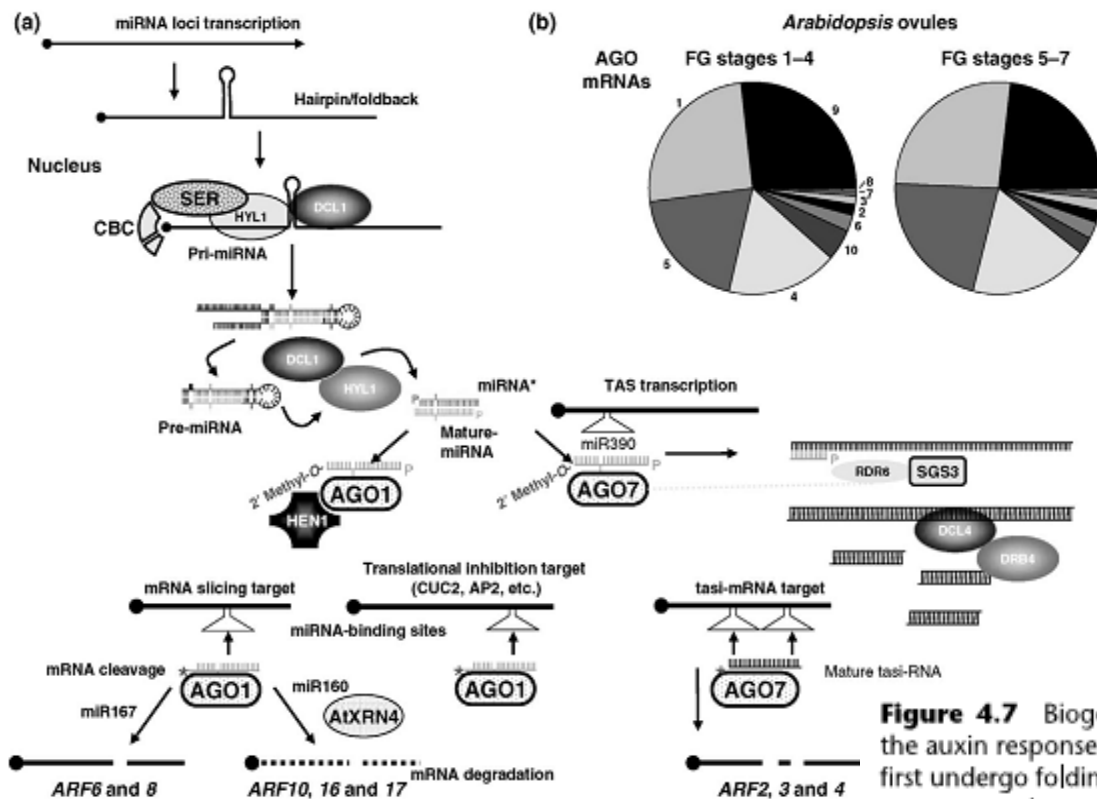 (a)
miRNA loci transcription
Hairpin/foldback
Nucleus
SER
HYL1
DCL1
CBC
Pri-miRNA
DCL1
HYL1
Pre-miRNA
miRNA*
P
P
Mature-
miRNA
2' Methyl-O
P
AGO1
HEN1
TAS transcription
miR390
2' Methyl-O
P
AGO7
P
RDR6
SGS3
DCL4
DRB4
mRNA slicing target
Translational inhibition target
(CUC2, AP2, etc.)
miRNA-binding sites
tasi-mRNA target
mRNA cleavage
*
AGO1
miR167
miR160
AtXRN4
*
AGO1
*
AGO7
Mature tasi-RNA
mRNA degradation
ARF6 and 8
ARF10, 16 and 17
ARF2, 3 and 4
(b)
Arabidopsis ovules
AGO
mRNAs
FG stages 1–4
FG stages 5–7
1
9
8
7
3
2
6
10
4
5
Figure 4.7 Bioge
the auxin response
first undergo foldin